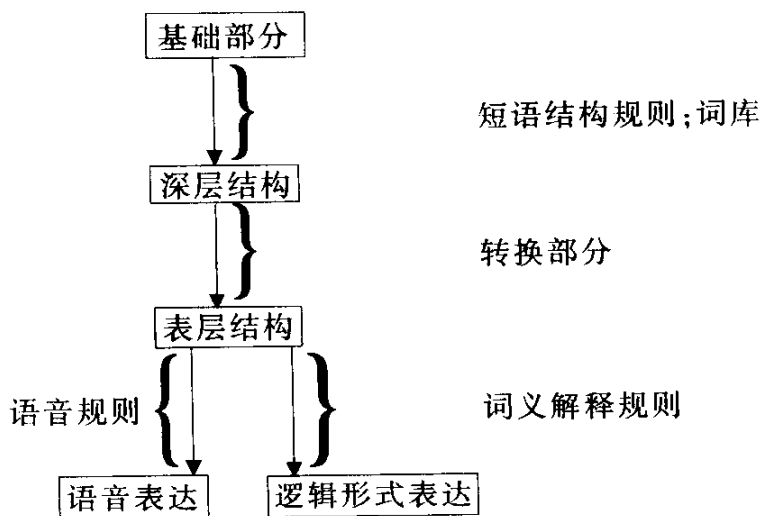 基础部分
短语结构规则;词库
深层结构
转换部分
表层结构
语音规则
词义解释规则
语音表达
逻辑形式表达